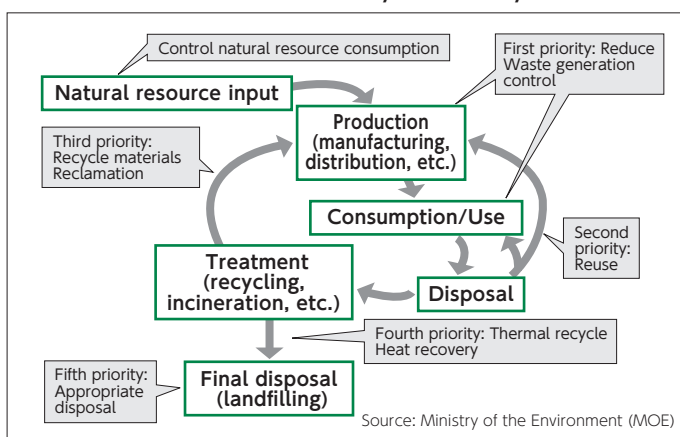 Control natural resource consumption
First priority: Reduce
Waste generation
control
Natural resource input
Production
(manufacturing,
distribution, etc.)
Third priority:
Recycle materials
Reclamation
Consumption/Use
Second
priority:
Reuse
Treatment
(recycling,
incineration, etc.)
Disposal
Fourth priority: Thermal recycle
Heat recovery
Fifth priority:
Appropriate
disposal
Final disposal
(landfilling)
Source: Ministry of the Environment (MOE)